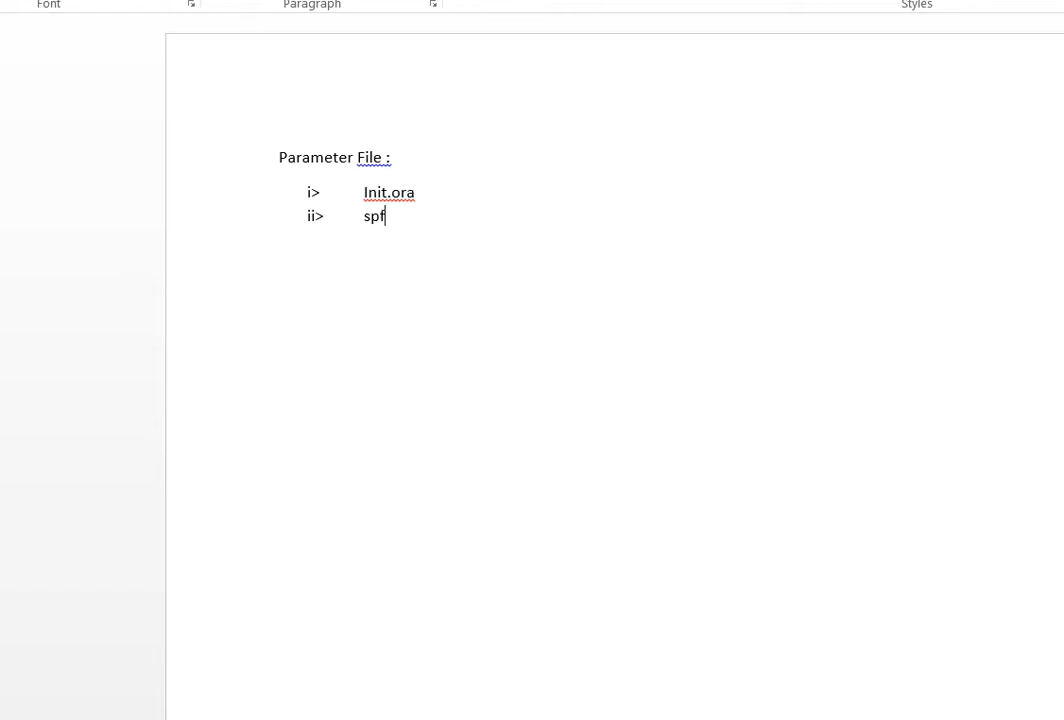 Font Paragraph Styles
Parameter File :
i> Init.ora
ii> spf